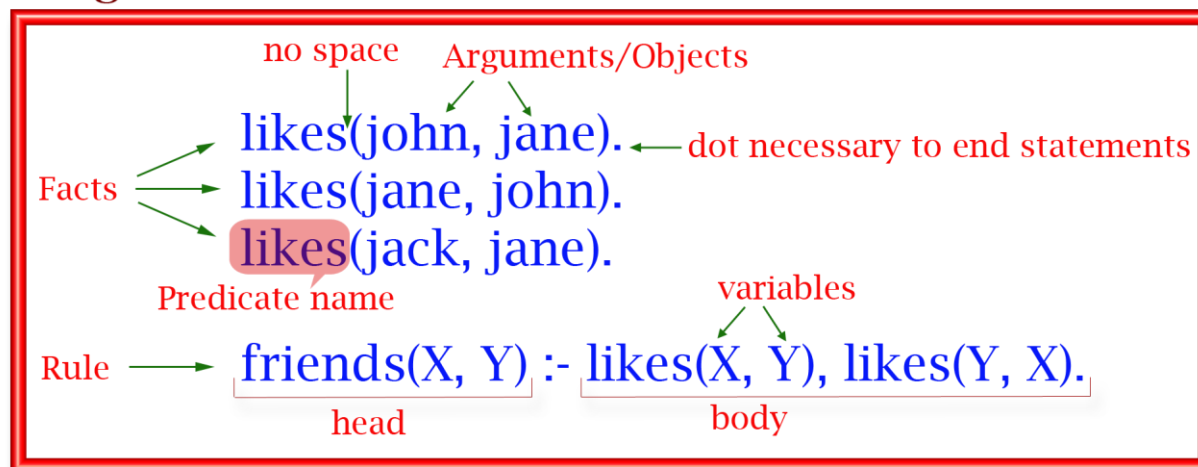 no space Arguments/Objects
likes(john, jane). dot necessary to end statements
Facts likes(jane, john).
likes(jack, jane).
Predicate name
variables
Rule friends(X, Y) :- likes(X, Y), likes(Y, X).
head body